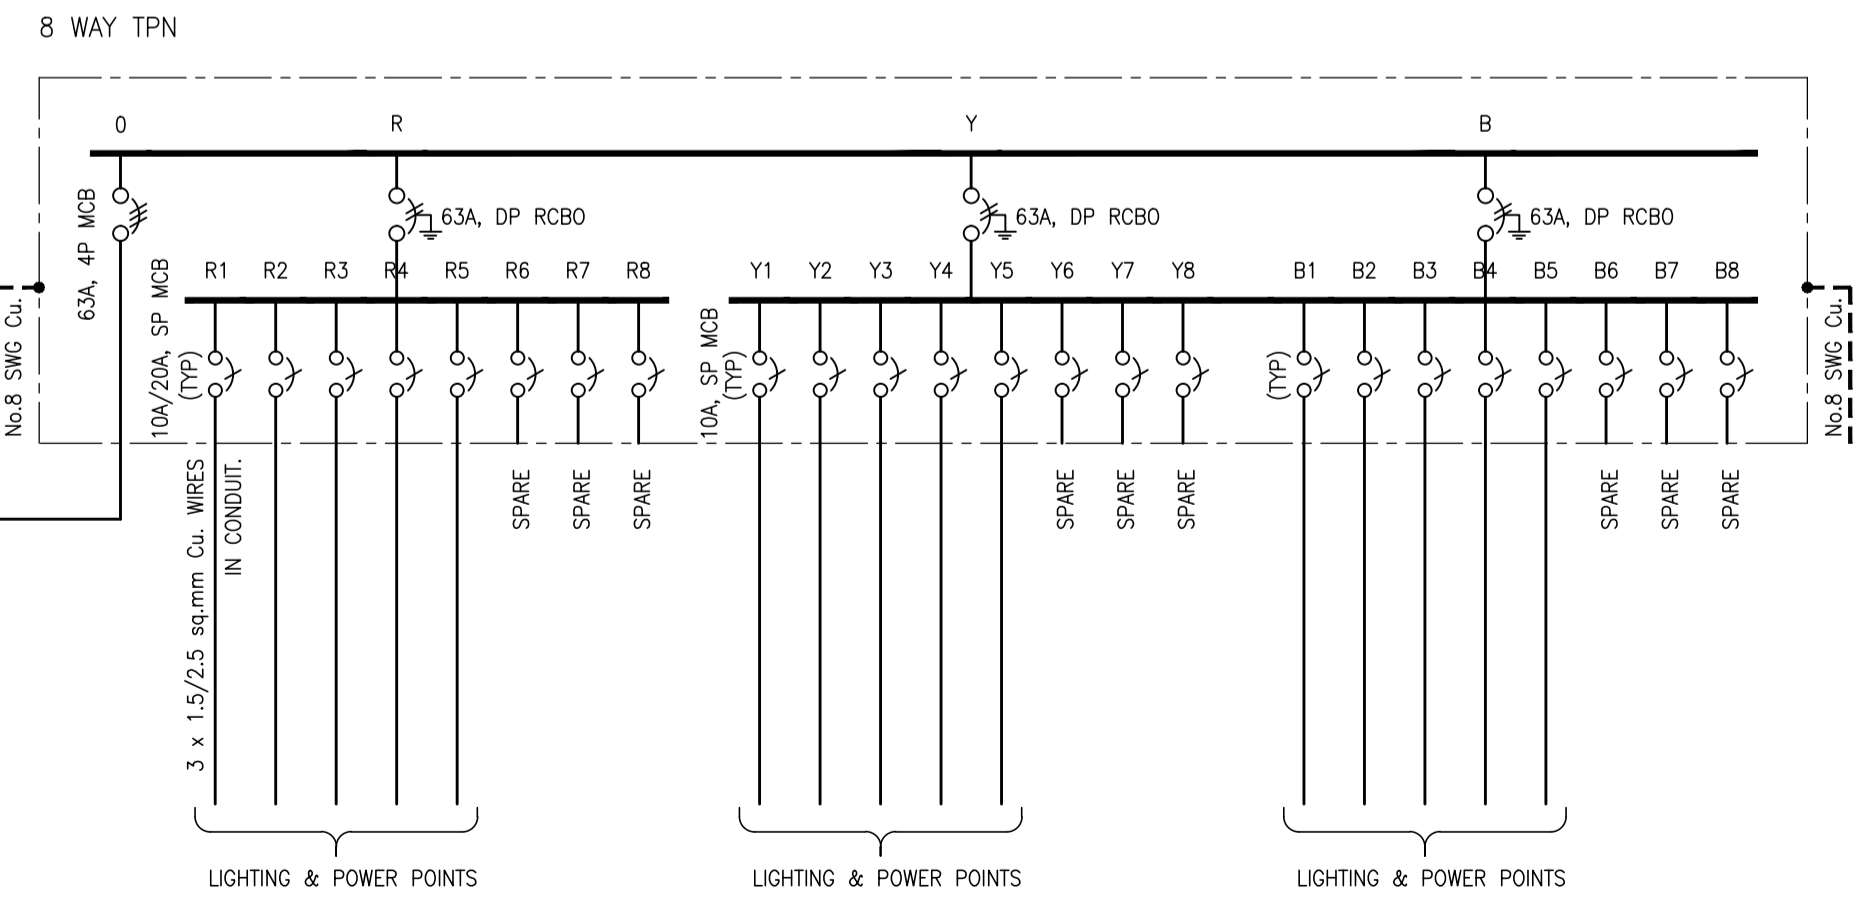 8 WAY TPN
0
R
Y
B
63A, 4P MCB
63A, DP RCBO
63A, DP RCBO
63A, DP RCBO
No.8 SWG Cu.
10A/20A, SP MCB
(TYP)
R1 R2 R3 R4 R5 R6 R7 R8
10A, SP MCB
(TYP)
Y1 Y2 Y3 Y4 Y5 Y6 Y7 Y8
(TYP)
B1 B2 B3 B4 B5 B6 B7 B8
No.8 SWG Cu.
3 x 1.5/2.5 sq.mm Cu. WIRES
IN CONDUIT.
SPARE
SPARE
SPARE
SPARE
SPARE
SPARE
SPARE
SPARE
SPARE
LIGHTING & POWER POINTS
LIGHTING & POWER POINTS
LIGHTING & POWER POINTS